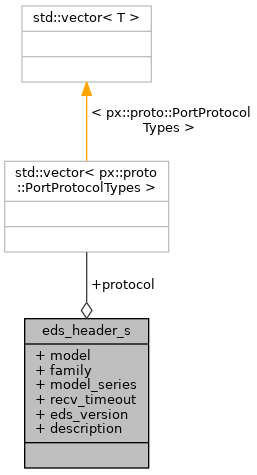 std::vector< T >
< px::proto::PortProtocol
Types >
std::vector< px::proto
::PortProtocolTypes >
+protocol
eds_header_s
+ model
+ family
+ model_series
+ recv_timeout
+ eds_version
+ description